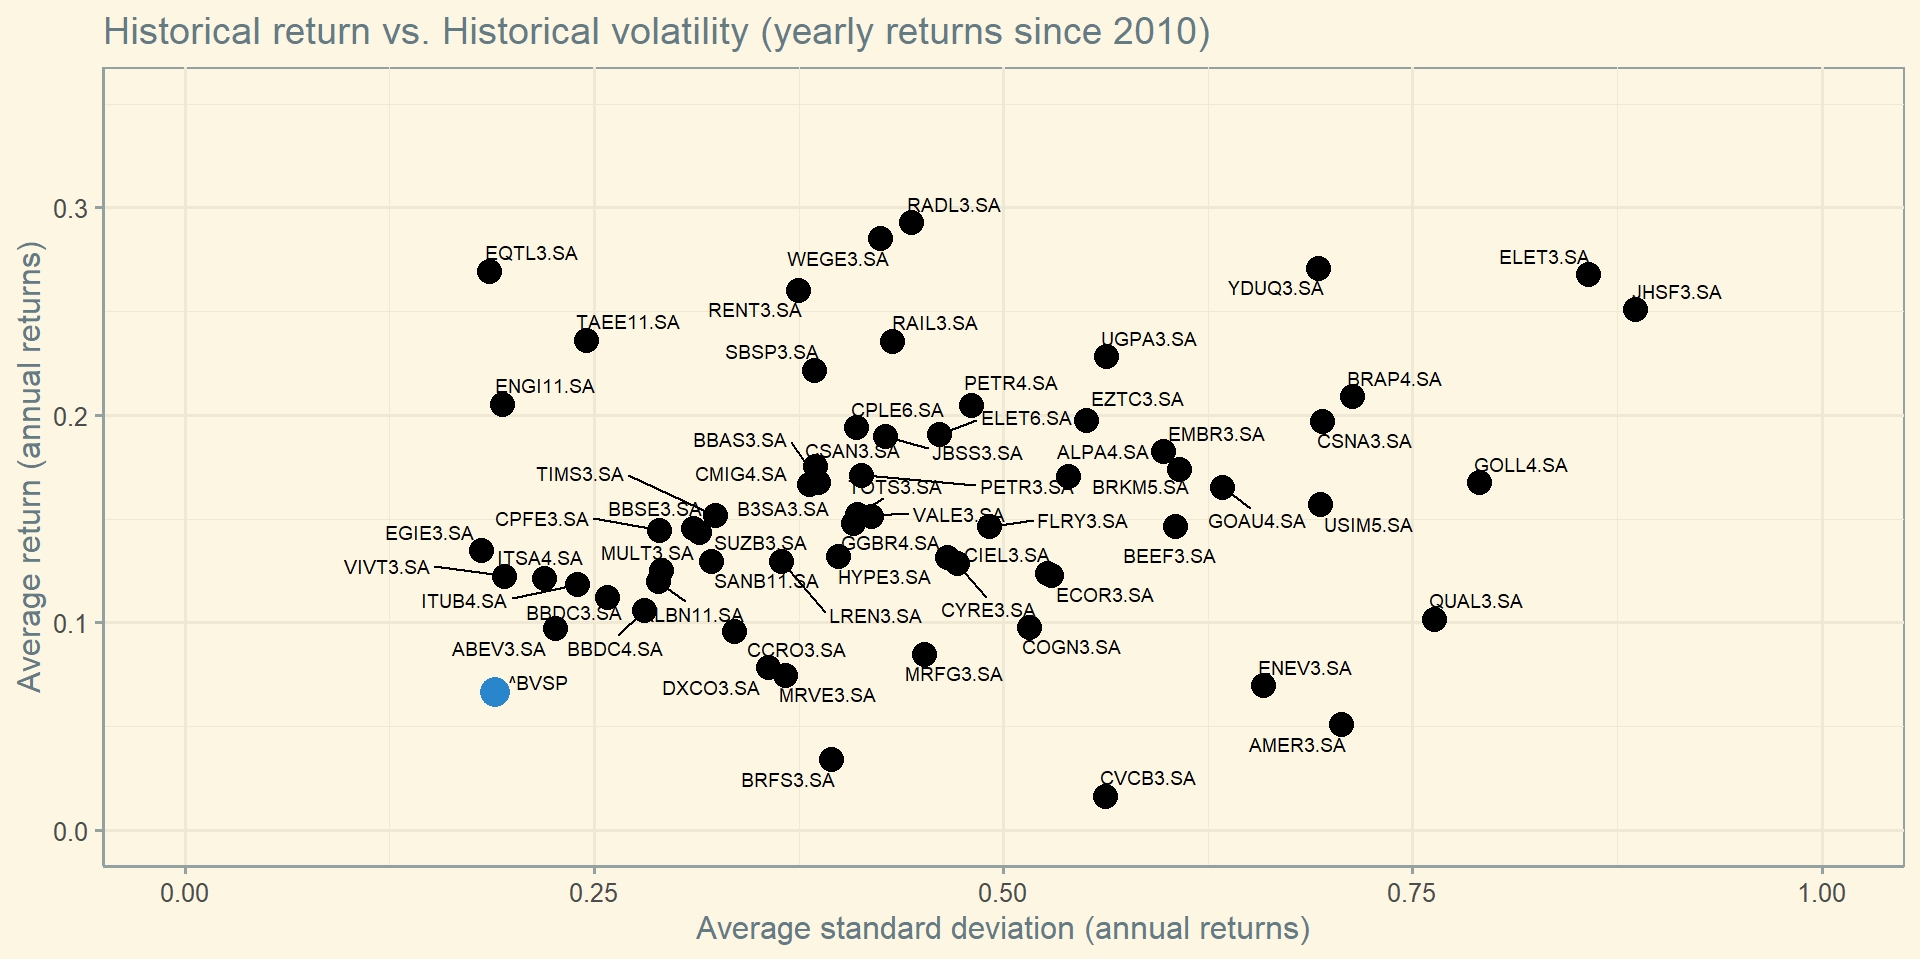 Historical return vs. Historical volatility (yearly returns since 2010)
Average return (annual returns)
0.3
0.2
0.1
0.0
RADL3.SA
EQTL3.SA
WEGE3.SA
ELET3.SA
YDUQ3.SA
JHSF3.SA
RENT3.SA
TAEE11.SA
RAIL3.SA
UGPA3.SA
SBSP3.SA
ENGI11.SA
PETR4.SA
BRAP4.SA
CPLE6.SA
ELET6.SA
EZTC3.SA
BBAS3.SA
CSAN3.SA
JBSS3.SA
ALPA4.SA
EMBR3.SA
CSNA3.SA
TIMS3.SA
CMIG4.SA
GOLL4.SA
TOTS3.SA
PETR3.SA
BRKM5.SA
CPFE3.SA
BBSE3.SA
B3SA3.SA
VALE3.SA
FLRY3.SA
GOAU4.SA
USIM5.SA
EGIE3.SA
MULT3.SA
SUZB3.SA
GGBR4.SA
CIEL3.SA
BEEF3.SA
VIVT3.SA
ITSA4.SA
SANB11.SA
HYPE3.SA
ITUB4.SA
BBDC3.SA
LREN3.SA
CYRE3.SA
ECOR3.SA
QUAL3.SA
ABEV3.SA
BBDC4.SA
CCRO3.SA
COGN3.SA
DXCO3.SA
MRVE3.SA
MRFG3.SA
ENEV3.SA
AMER3.SA
BRFS3.SA
CVCB3.SA
0.00
0.25
0.50
0.75
1.00
Average standard deviation (annual returns)